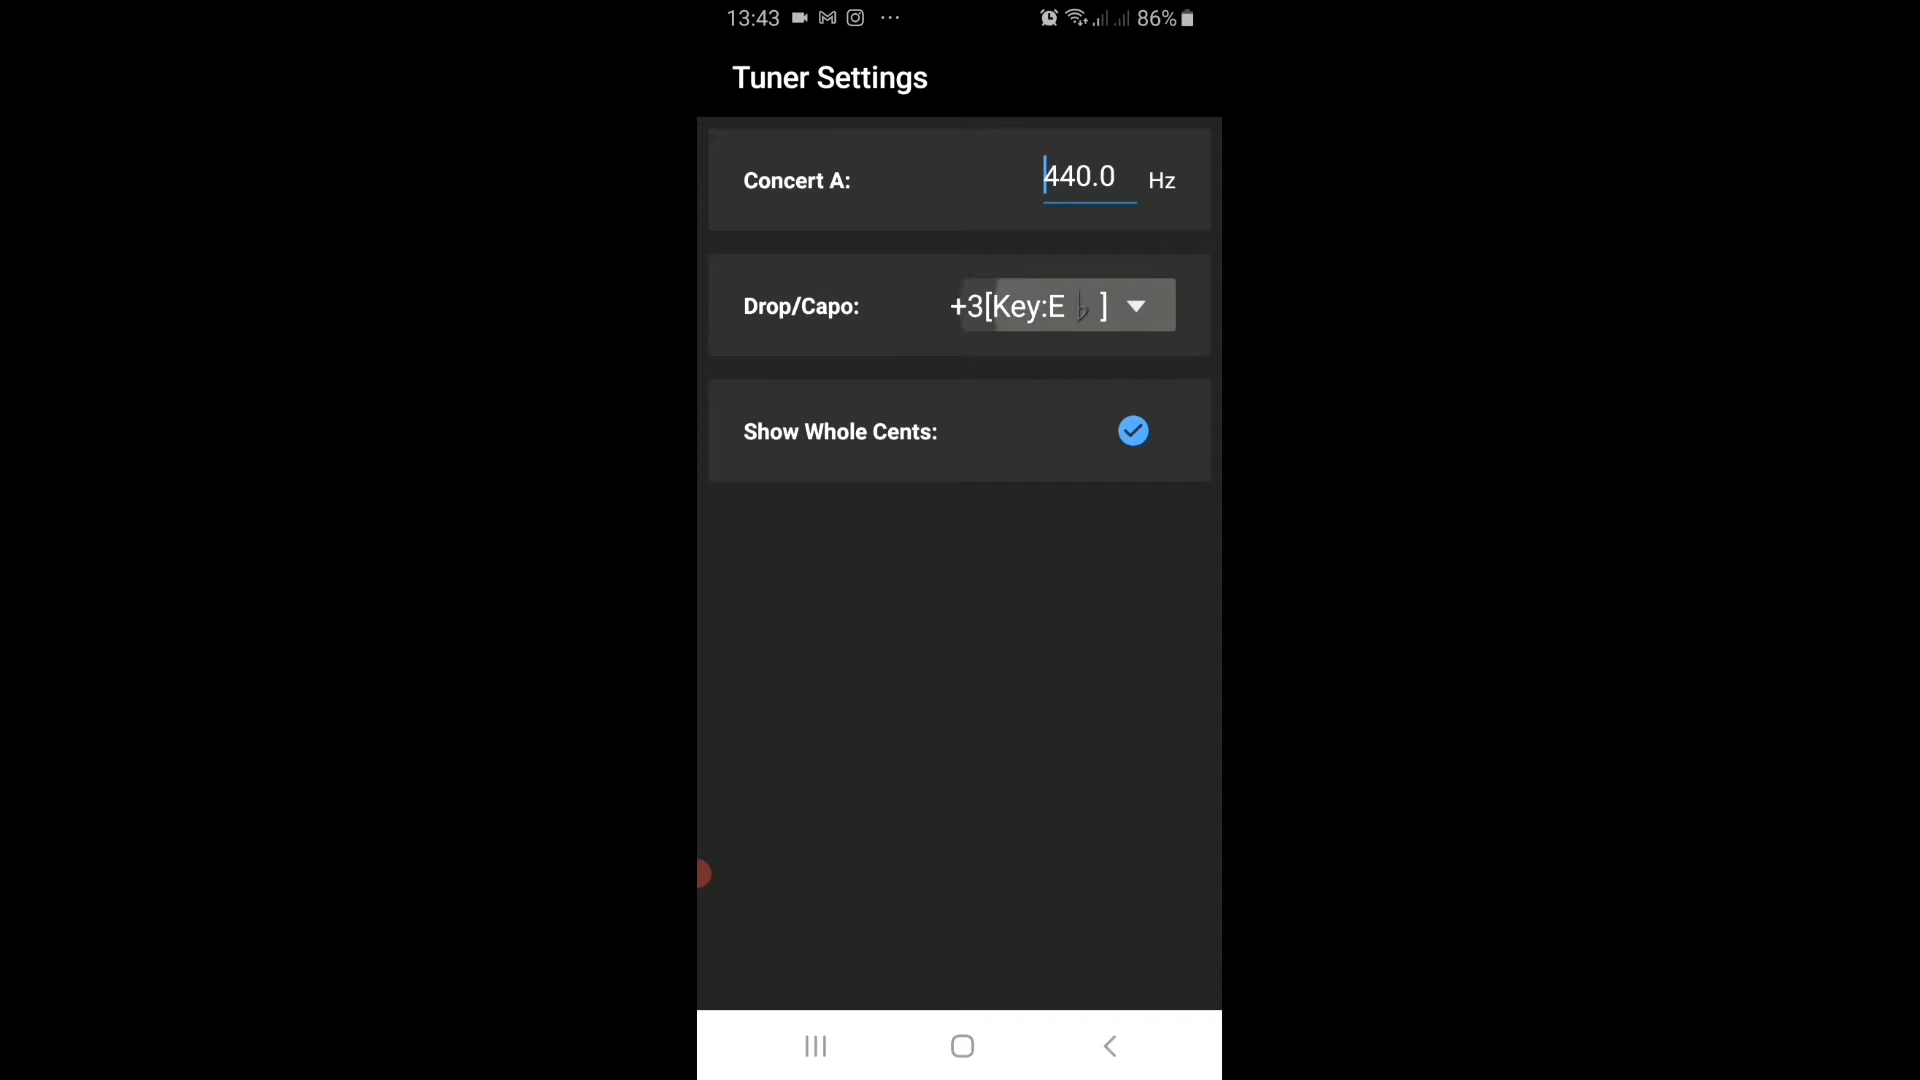 13:43 ... 86%
Tuner Settings
Concert A: 440.0 Hz
Drop/Capo: +3[Key:E♭]
Show Whole Cents: